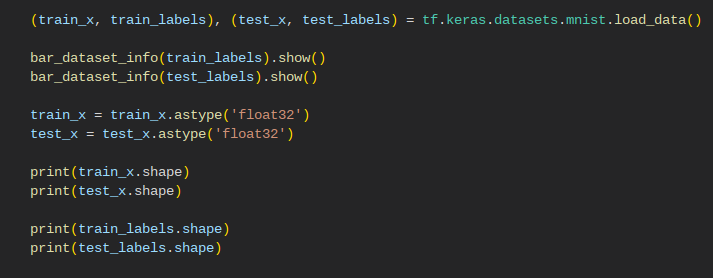 (train_x, train_labels), (test_x, test_labels) = tf.keras.datasets.mnist.load_data()
bar_dataset_info(train_labels).show()
bar_dataset_info(test_labels).show()
train_x = train_x.astype('float32')
test_x = test_x.astype('float32')
print(train_x.shape)
print(test_x.shape)
print(train_labels.shape)
print(test_labels.shape)